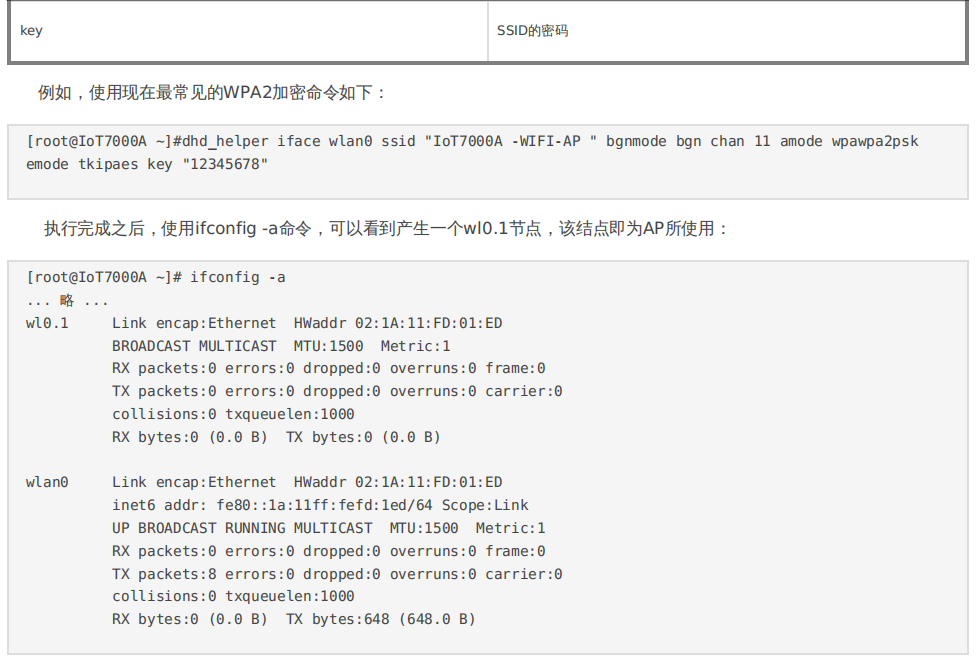 key SSID的密码
例如，使用现在最常见的WPA2加密命令如下：
[root@IoT7000A ~]#dhd_helper iface wlan0 ssid "IoT7000A -WIFI-AP " bgnmode bgn chan 11 amode wpawpa2psk
emode tkipaes key "12345678"
执行完成之后，使用ifconfig -a命令，可以看到产生一个wl0.1节点，该结点即为AP所使用：
[root@IoT7000A ~]# ifconfig -a
... 略 ...
wl0.1     Link encap:Ethernet  HWaddr 02:1A:11:FD:01:ED
          BROADCAST MULTICAST  MTU:1500  Metric:1
          RX packets:0 errors:0 dropped:0 overruns:0 frame:0
          TX packets:0 errors:0 dropped:0 overruns:0 carrier:0
          collisions:0 txqueuelen:1000
          RX bytes:0 (0.0 B)  TX bytes:0 (0.0 B)
wlan0     Link encap:Ethernet  HWaddr 02:1A:11:FD:01:ED
          inet6 addr: fe80::1a:11ff:fefd:1ed/64 Scope:Link
          UP BROADCAST RUNNING MULTICAST  MTU:1500  Metric:1
          RX packets:0 errors:0 dropped:0 overruns:0 frame:0
          TX packets:8 errors:0 dropped:0 overruns:0 carrier:0
          collisions:0 txqueuelen:1000
          RX bytes:0 (0.0 B)  TX bytes:648 (648.0 B)